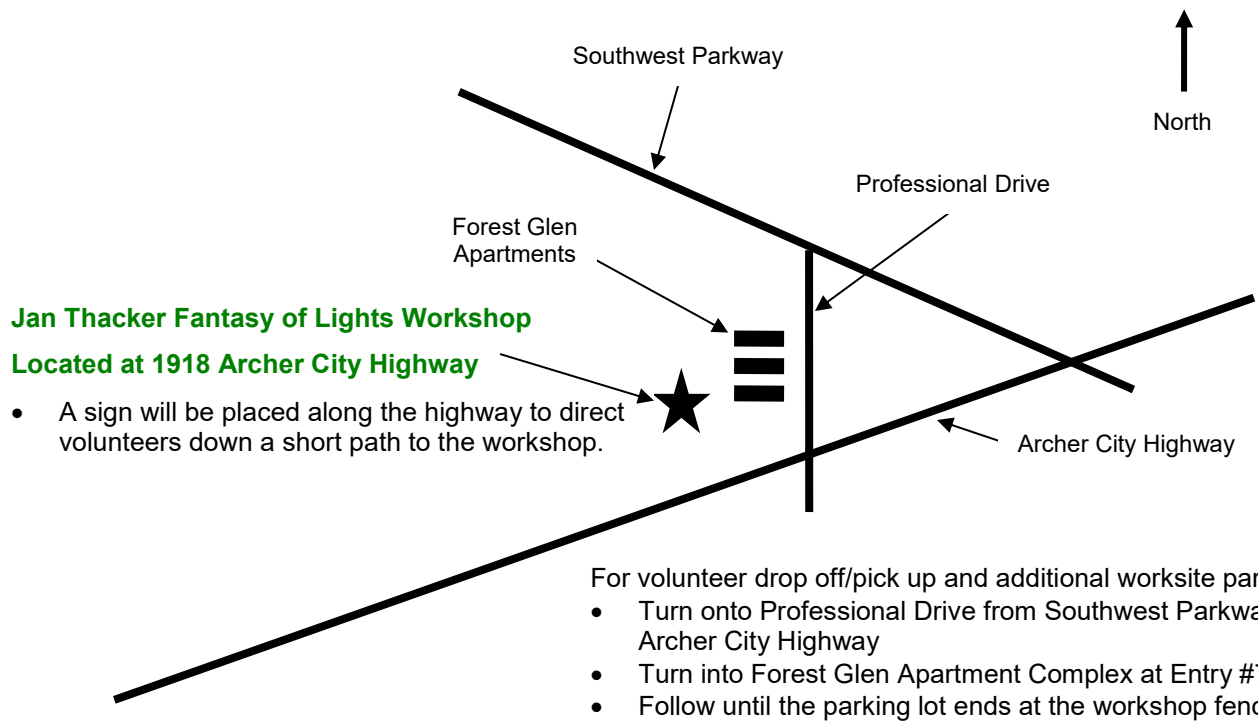 Southwest Parkway
North
Professional Drive
Forest Glen
Apartments
Jan Thacker Fantasy of Lights Workshop
Located at 1918 Archer City Highway
• A sign will be placed along the highway to direct
volunteers down a short path to the workshop.
Archer City Highway
For volunteer drop off/pick up and additional worksite
• Turn onto Professional Drive from Southwest
Archer City Highway
• Turn into Forest Glen Apartment Complex at Entry
• Follow until the parking lot ends at the workshop